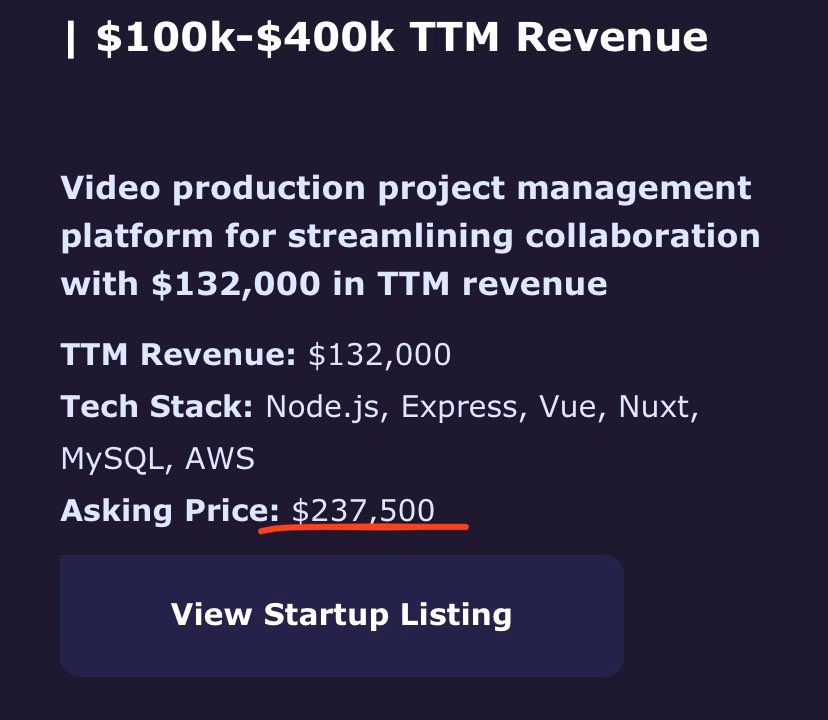 | $100k-$400k TTM Revenue
Video production project management
platform for streamlining collaboration
with $132,000 in TTM revenue
TTM Revenue: $132,000
Tech Stack: Node.js, Express, Vue, Nuxt,
MySQL, AWS
Asking Price: $237,500
View Startup Listing